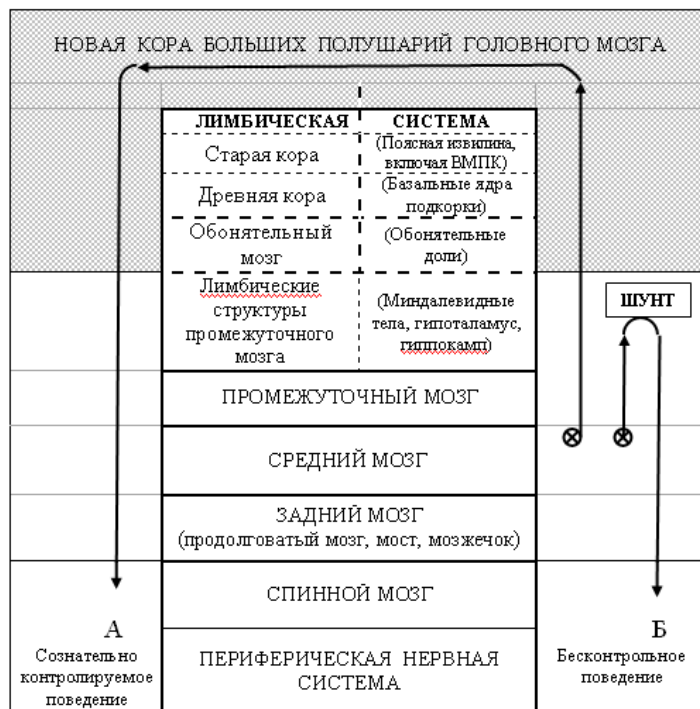 НОВАЯ КОРА БОЛЬШИХ ПОЛУШАРИЙ ГОЛОВНОГО МОЗГА
ЛИМБИЧЕСКАЯ СИСТЕМА
Старая кора
(Поясная извилина,
включая ВМПК)
Древняя кора
(Базальные ядра
подкорки)
Обонятельный
мозг
(Обонятельные
доли)
Лимбические
структуры
промежуточного
мозга
(Миндалевидные
тела, гипоталамус,
гиппокамп)
ШУНТ
ПРОМЕЖУТОЧНЫЙ МОЗГ
СРЕДНИЙ МОЗГ
ЗАДНИЙ МОЗГ
(продолговатый мозг, мост, мозжечок)
СПИННОЙ МОЗГ
ПЕРИФЕРИЧЕСКАЯ НЕРВНАЯ
СИСТЕМА
А
Сознательно
контролируемое
поведение
Б
Бесконтрольное
поведение